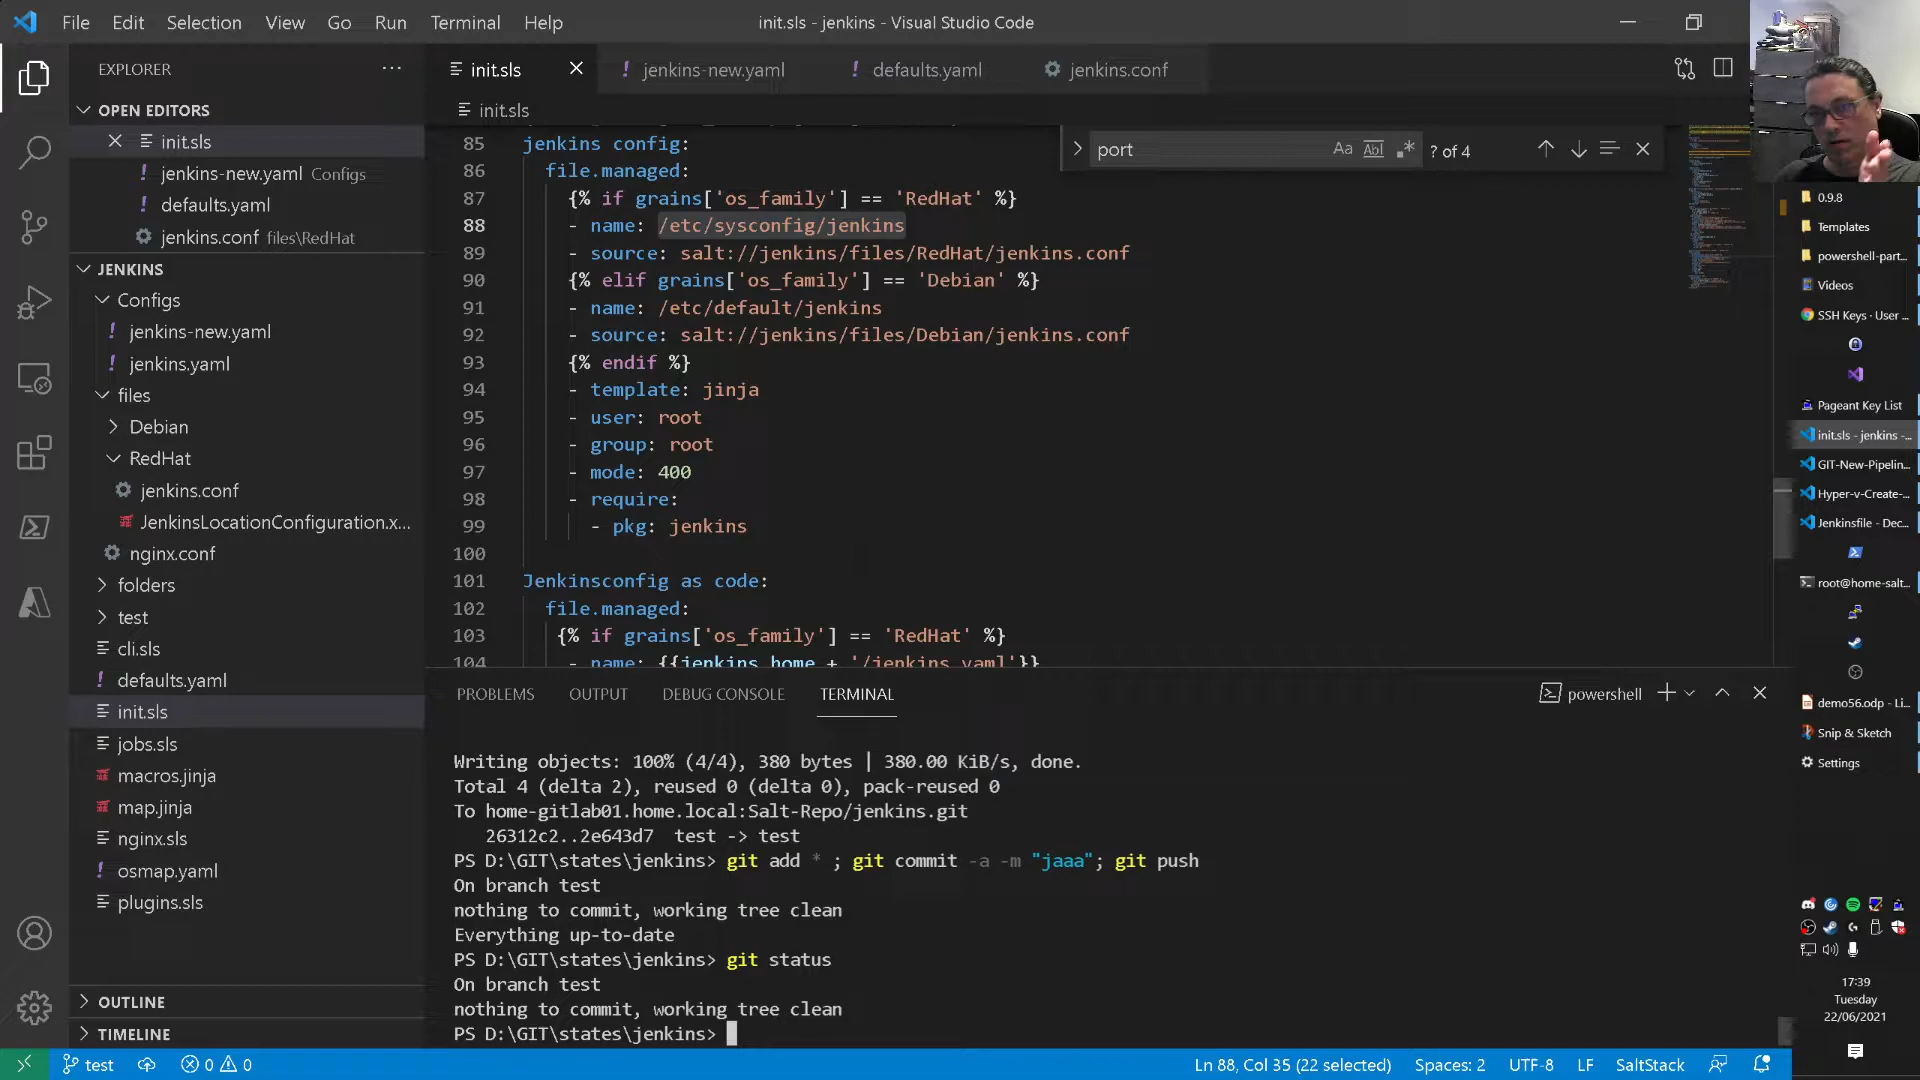 File Edit Selection View Go Run Terminal Help
init.sls - jenkins - Visual Studio Code
EXPLORER
OPEN EDITORS
init.sls
jenkins-new.yaml Configs
defaults.yaml
jenkins.conf files\RedHat
JENKINS
Configs
jenkins-new.yaml
jenkins.yaml
files
Debian
RedHat
jenkins.conf
JenkinsLocationConfiguration.x...
nginx.conf
folders
test
cli.sls
defaults.yaml
init.sls
jobs.sls
macros.jinja
map.jinja
nginx.sls
osmap.yaml
plugins.sls
OUTLINE
TIMELINE
init.sls jenkins-new.yaml defaults.yaml jenkins.conf
init.sls
port Aa Abl ? of 4
85 jenkins config:
86 file.managed:
87 {% if grains['os_family'] == 'RedHat' %}
88 - name: /etc/sysconfig/jenkins
89 - source: salt://jenkins/files/RedHat/jenkins.conf
90 {% elif grains['os_family'] == 'Debian' %}
91 - name: /etc/default/jenkins
92 - source: salt://jenkins/files/Debian/jenkins.conf
93 {% endif %}
94 - template: jinja
95 - user: root
96 - group: root
97 - mode: 400
98 - require:
99 - pkg: jenkins
100
101 Jenkinsconfig as code:
102 file.managed:
103 {% if grains['os_family'] == 'RedHat' %}
104 - name: {{jenkins_home + '/jenkins.yaml'}}
PROBLEMS OUTPUT DEBUG CONSOLE TERMINAL
powershell
Writing objects: 100% (4/4), 380 bytes | 380.00 KiB/s, done.
Total 4 (delta 2), reused 0 (delta 0), pack-reused 0
To home-gitlab01.home.local:Salt-Repo/jenkins.git
26312c2..2e643d7 test -> test
PS D:\GIT\states\jenkins> git add * ; git commit -a -m "jaaa"; git push
On branch test
nothing to commit, working tree clean
Everything up-to-date
PS D:\GIT\states\jenkins> git status
On branch test
nothing to commit, working tree clean
PS D:\GIT\states\jenkins>
test 0 0
Ln 88, Col 35 (22 selected) Spaces: 2 UTF-8 LF SaltStack
0.9.8
Templates
powershell-part...
Videos
SSH Keys · User ...
Pageant Key List
init.sls - jenkins -...
GIT-New-Pipelin...
Hyper-v-Create-...
Jenkinsfile - Dec...
root@home-salt...
demo56.odp - Li...
Snip & Sketch
Settings
17:39
Tuesday
22/06/2021